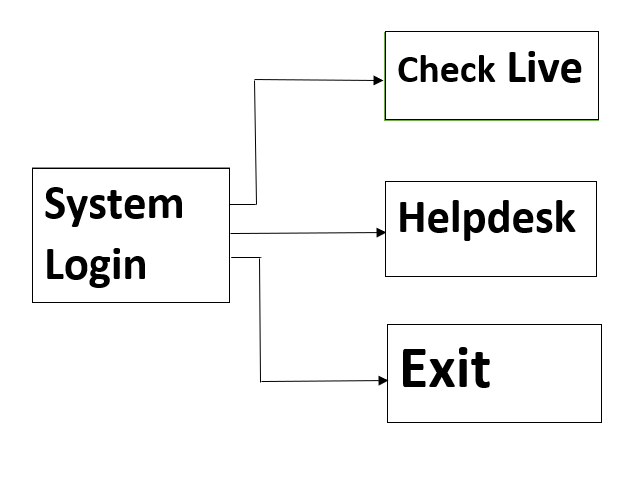 Check Live
System
Login
Helpdesk
Exit